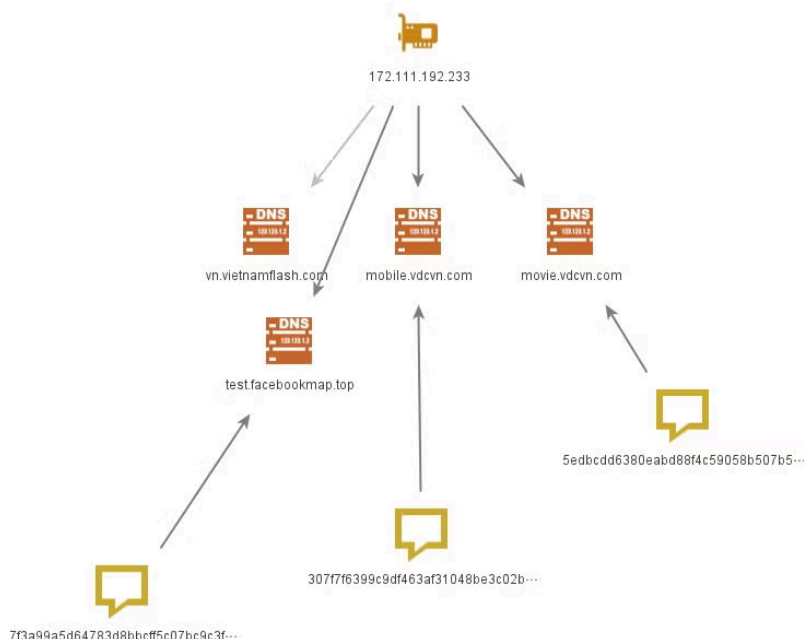 172.111.192.233
DNS
DNS
DNS
vn.vietnamflash.com
mobile.vdcvn.com
movie.vdcvn.com
DNS
test.facebookmap.top
5edbcdd6380eabd88f4c59058b507b5···
307f7f6399c9df463af31048be3c02b···
7f3a99a5d64783d8bbcff5c07bc9c3f···